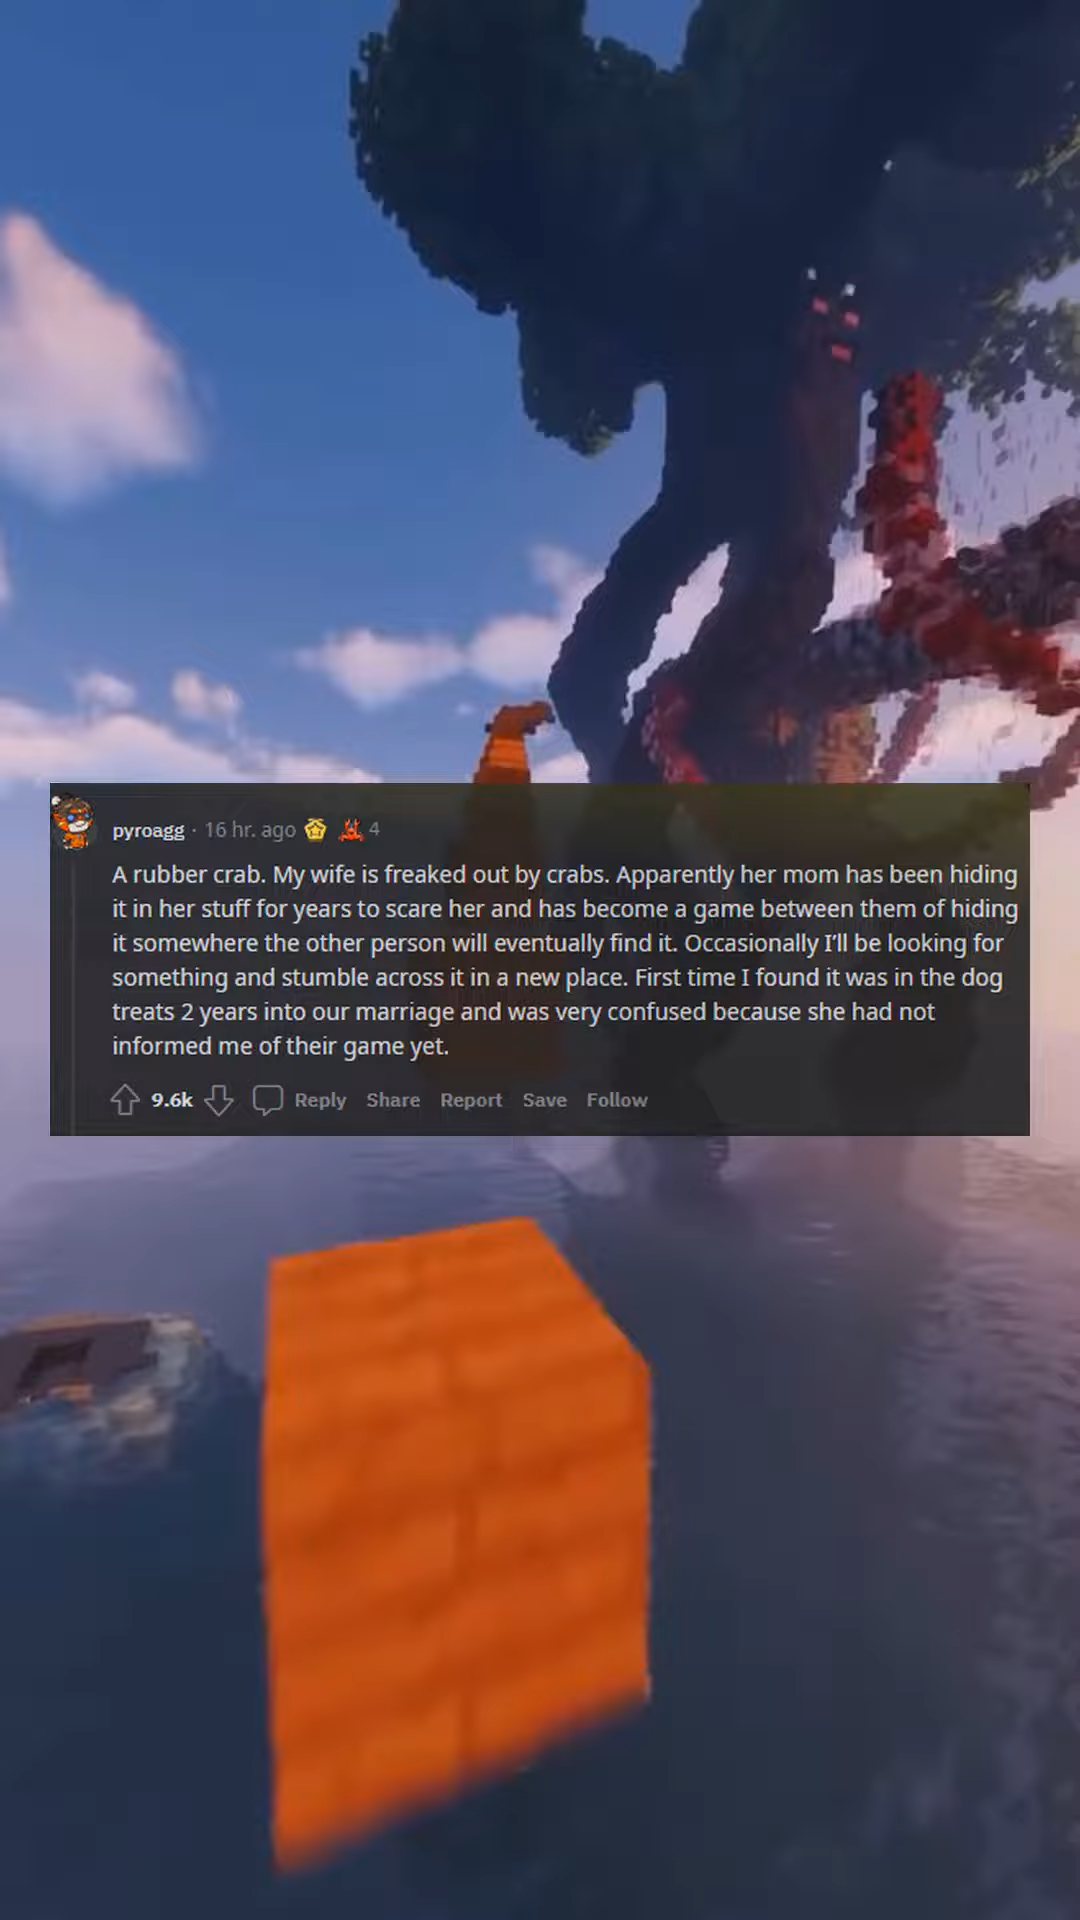 pyroagg · 16 hr. ago 4
A rubber crab. My wife is freaked out by crabs. Apparently her mom has been hiding
it in her stuff for years to scare her and has become a game between them of hiding
it somewhere the other person will eventually find it. Occasionally I’ll be looking for
something and stumble across it in a new place. First time I found it was in the dog
treats 2 years into our marriage and was very confused because she had not
informed me of their game yet.
9.6k Reply Share Report Save Follow